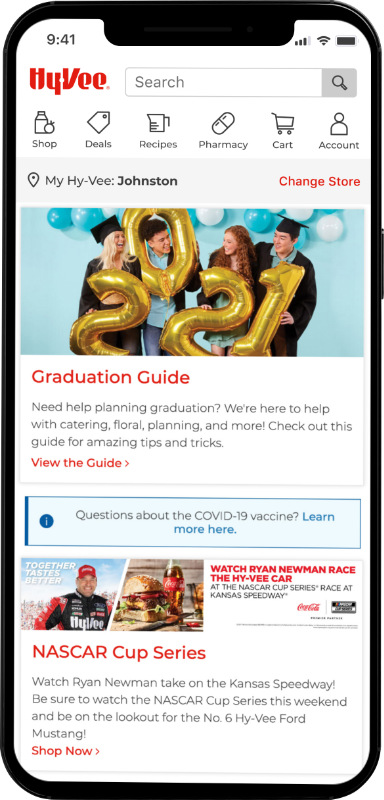 9:41
HyVee
Search
Shop
Deals
Recipes
Pharmacy
Cart
Account
My Hy-Vee: Johnston
Change Store
2021
Graduation Guide
Need help planning graduation? We're here to help
with catering, floral, planning, and more! Check out this
guide for amazing tips and tricks.
View the Guide >
Questions about the COVID-19 vaccine? Learn
more here.
TOGETHER
TASTES
BETTER
HyVee
Coca-Cola
WATCH RYAN NEWMAN RACE
THE HY-VEE CAR
AT THE NASCAR CUP SERIES® RACE AT
KANSAS SPEEDWAY®
Coca-Cola
NASCAR Cup Series
Watch Ryan Newman take on the Kansas Speedway!
Be sure to watch the NASCAR Cup Series this weekend
and be on the lookout for the No. 6 Hy-Vee Ford
Mustang!
Shop Now >